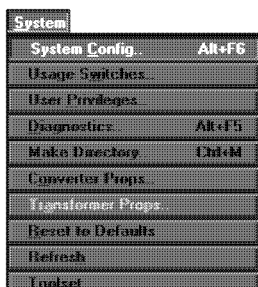 System
System Config.. Alt+F6
Usage Switches..
User Privileges..
Diagnostics.. Alt+F5
Make Directory.. Ctrl+M
Converter Props..
Transformer Props..
Reset to Defaults
Refresh
Toolset